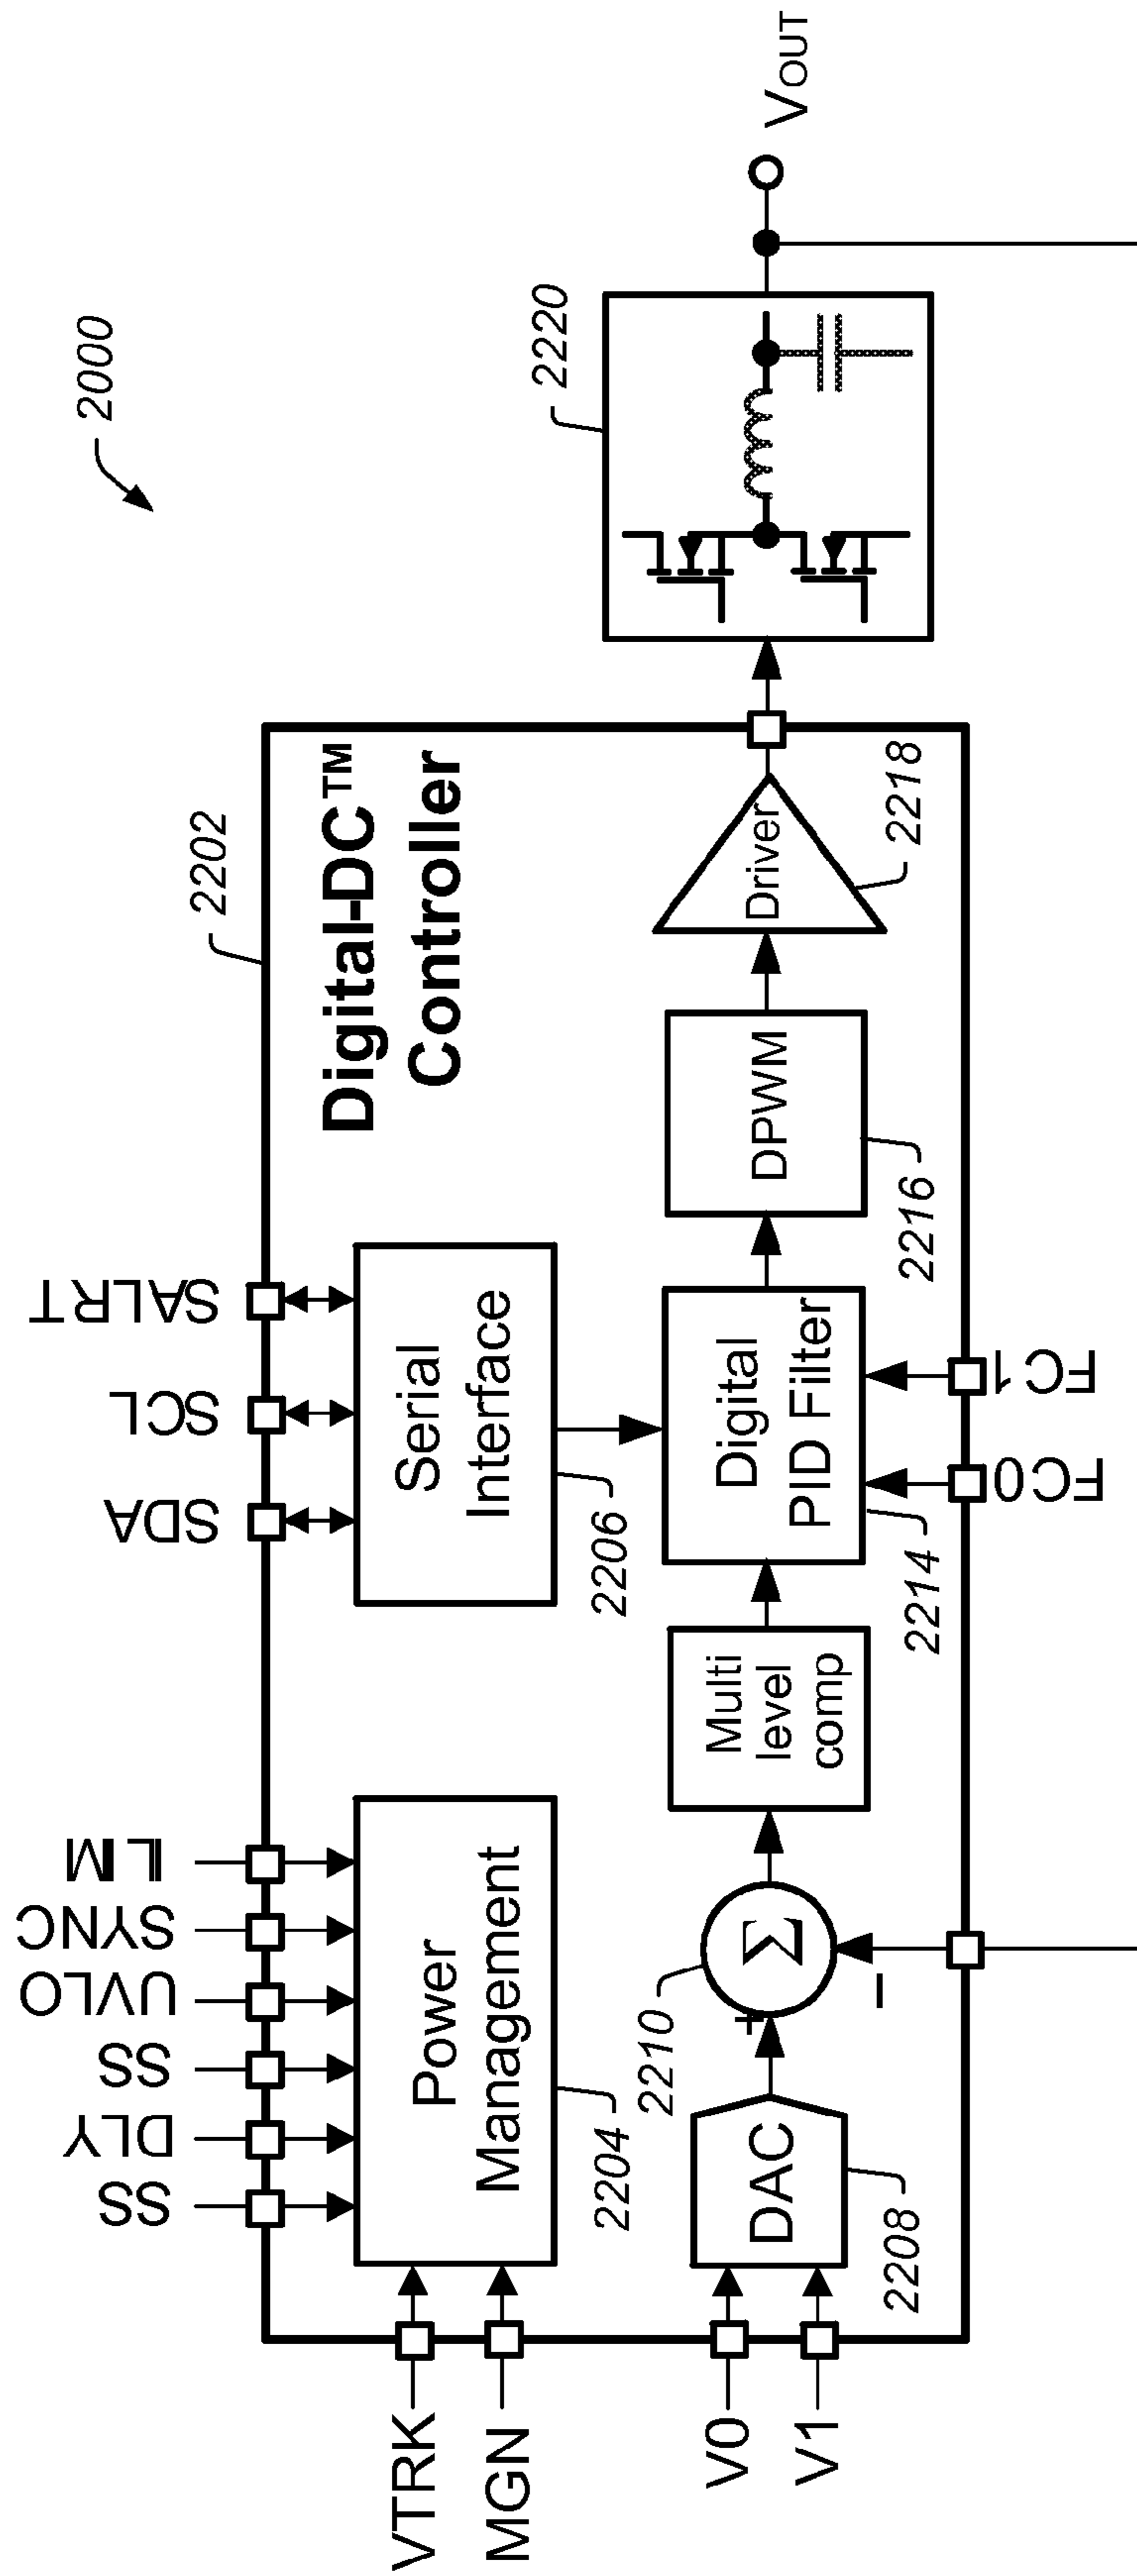 2000
2202
Digital-DC™
Controller
SS
DLY
SS
UVLO
SYNC
ILIM
SDA
SCL
SALRT
VTRK
MGN
Power
Management
2204
Serial
Interface
2206
V0
V1
DAC
2208
2210
+
Σ
−
Multi
level
comp
Digital
PID Filter
2214
FC0
FC1
DPWM
2216
Driver
2218
2220
VOUT